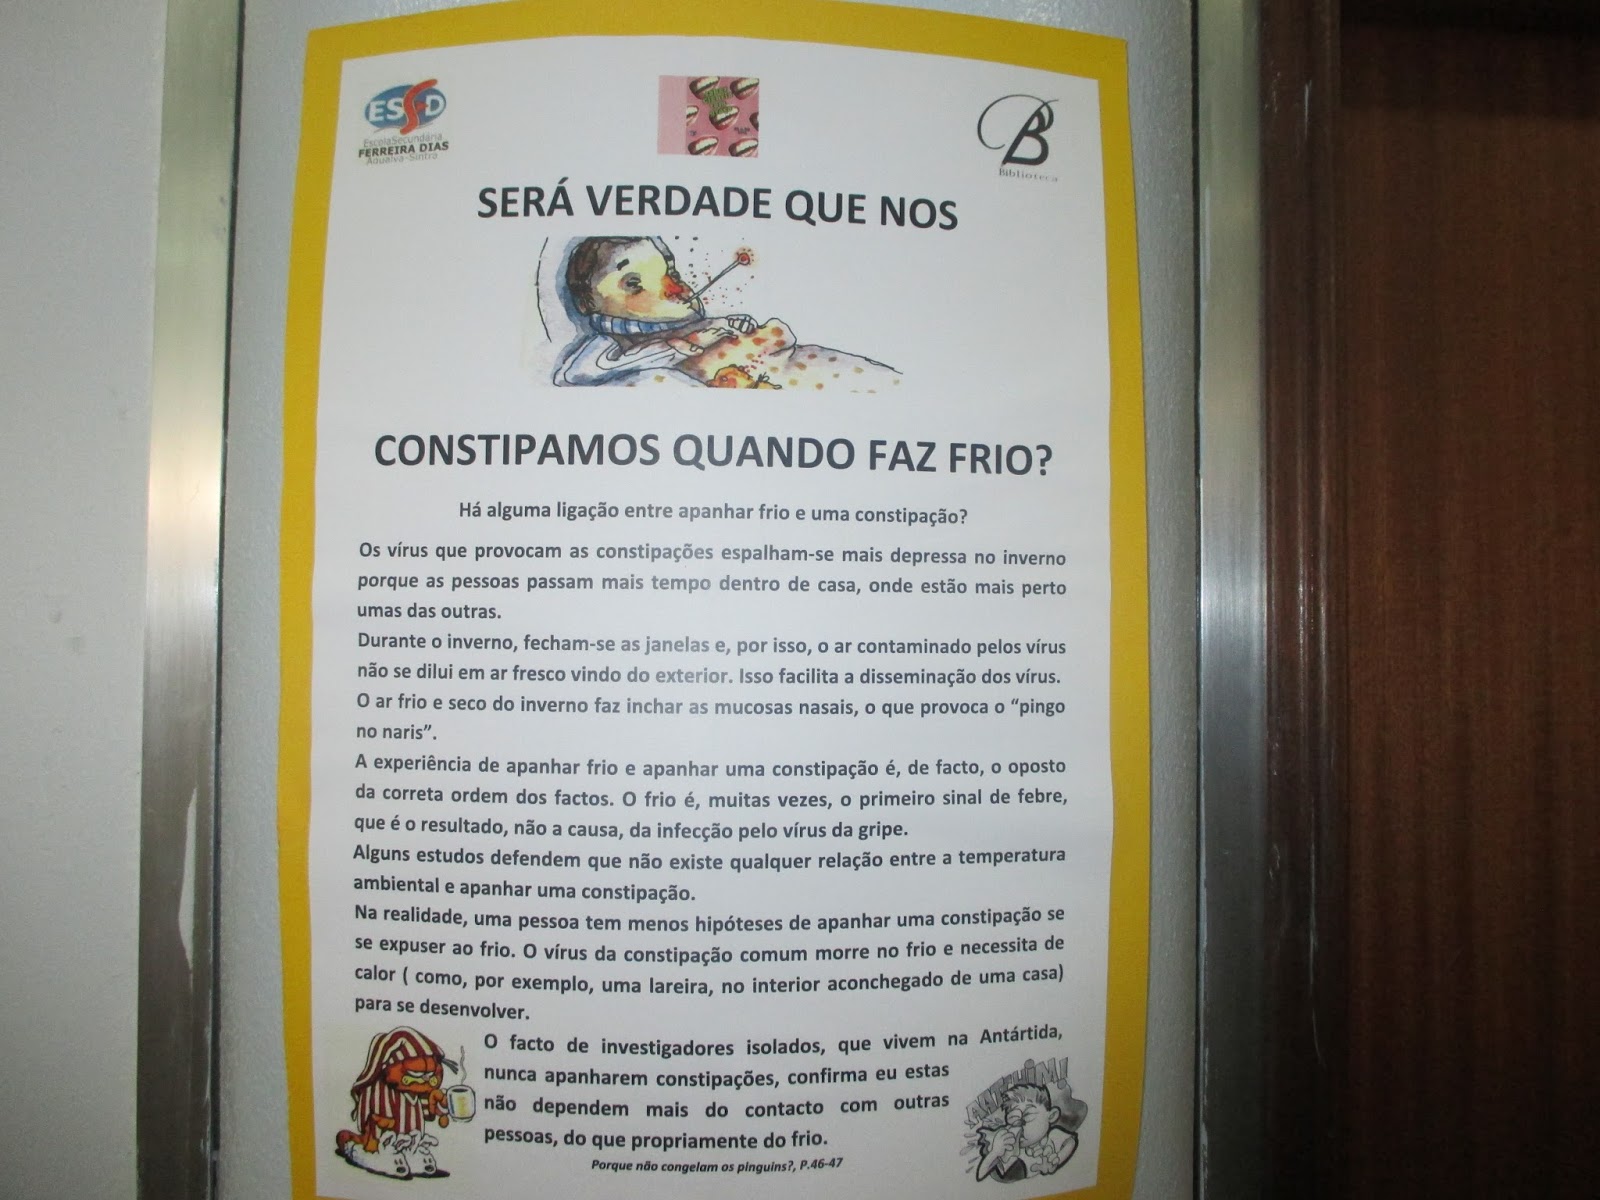 ESFD
Escola Secundária
FERREIRA DIAS
Agualva-Sintra
B
Biblioteca
SERÁ VERDADE QUE NOS
CONSTIPAMOS QUANDO FAZ FRIO?
Há alguma ligação entre apanhar frio e uma constipação?
Os vírus que provocam as constipações espalham-se mais depressa no inverno
porque as pessoas passam mais tempo dentro de casa, onde estão mais perto
umas das outras.
Durante o inverno, fecham-se as janelas e, por isso, o ar contaminado pelos vírus
não se dilui em ar fresco vindo do exterior. Isso facilita a disseminação dos vírus.
O ar frio e seco do inverno faz inchar as mucosas nasais, o que provoca o “pingo
no naris”.
A experiência de apanhar frio e apanhar uma constipação é, de facto, o oposto
da correta ordem dos factos. O frio é, muitas vezes, o primeiro sinal de febre,
que é o resultado, não a causa, da infecção pelo vírus da gripe.
Alguns estudos defendem que não existe qualquer relação entre a temperatura
ambiental e apanhar uma constipação.
Na realidade, uma pessoa tem menos hipóteses de apanhar uma constipação se
se expuser ao frio. O vírus da constipação comum morre no frio e necessita de
calor ( como, por exemplo, uma lareira, no interior aconchegado de uma casa)
para se desenvolver.
O facto de investigadores isolados, que vivem na Antártida,
nunca apanharem constipações, confirma eu estas
não dependem mais do contacto com outras
pessoas, do que propriamente do frio.
Porque não congelam os pinguins?, P.46-47